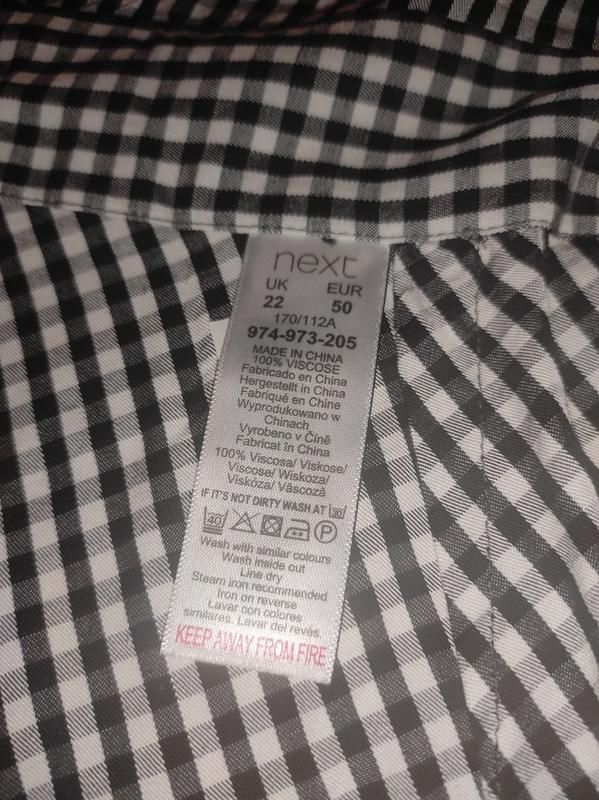 next
UK EUR
22 50
170/112A
974-973-205
MADE IN CHINA
100% VISCOSE
Fabricado en China
Hergestellt in China
Fabriqué en Chine
Wyprodukowano w
Chinach
Vyrobeno v Číně
Fabricat în China
100% Viscosa/ Viskose/
Viscose/ Wiskoza/
Viskóza/ Vâscoză
IF IT'S NOT DIRTY WASH AT 30
40 P
Wash with similar colours
Wash inside out
Line dry
Steam iron recommended
Iron on reverse
Lavar con colores
similares. Lavar del revés.
KEEP AWAY FROM FIRE